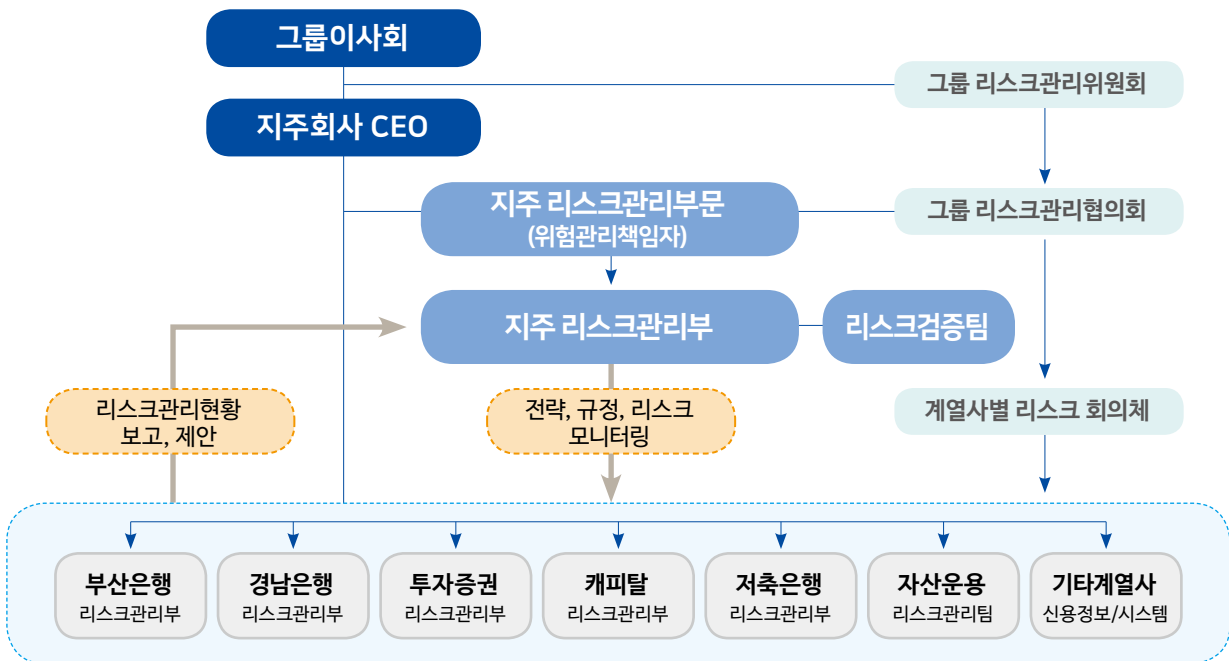 그룹이사회
그룹 리스크관리위원회
지주회사 CEO
지주 리스크관리부문
(위험관리책임자)
그룹 리스크관리협의회
지주 리스크관리부
리스크검증팀
리스크관리현황
보고, 제안
전략, 규정, 리스크
모니터링
계열사별 리스크 회의체
부산은행
리스크관리부
경남은행
리스크관리부
투자증권
리스크관리부
캐피탈
리스크관리부
저축은행
리스크관리부
자산운용
리스크관리팀
기타계열사
신용정보/시스템